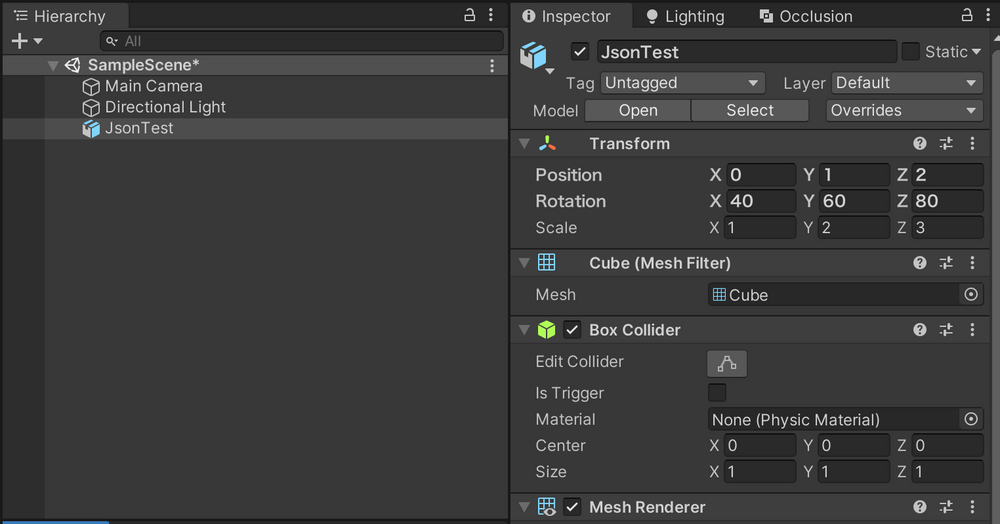 Hierarchy
All
SampleScene*
Main Camera
Directional Light
JsonTest
Inspector
Lighting
Occlusion
JsonTest
Static
Tag Untagged Layer Default
Model Open Select Overrides
Transform
Position X 0 Y 1 Z 2
Rotation X 40 Y 60 Z 80
Scale X 1 Y 2 Z 3
Cube (Mesh Filter)
Mesh Cube
Box Collider
Edit Collider
Is Trigger
Material None (Physic Material)
Center X 0 Y 0 Z 0
Size X 1 Y 1 Z 1
Mesh Renderer